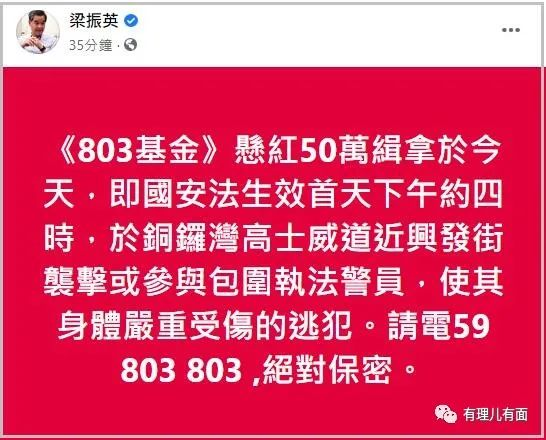 梁振英
35分鐘
《803基金》懸紅50萬緝拿於今
天，即國安法生效首天下午約四
時，於銅鑼灣高士威道近興發街
襲擊或參與包圍執法警員，使其
身體嚴重受傷的逃犯。請電59
803 803 ,絕對保密。
有理儿有面